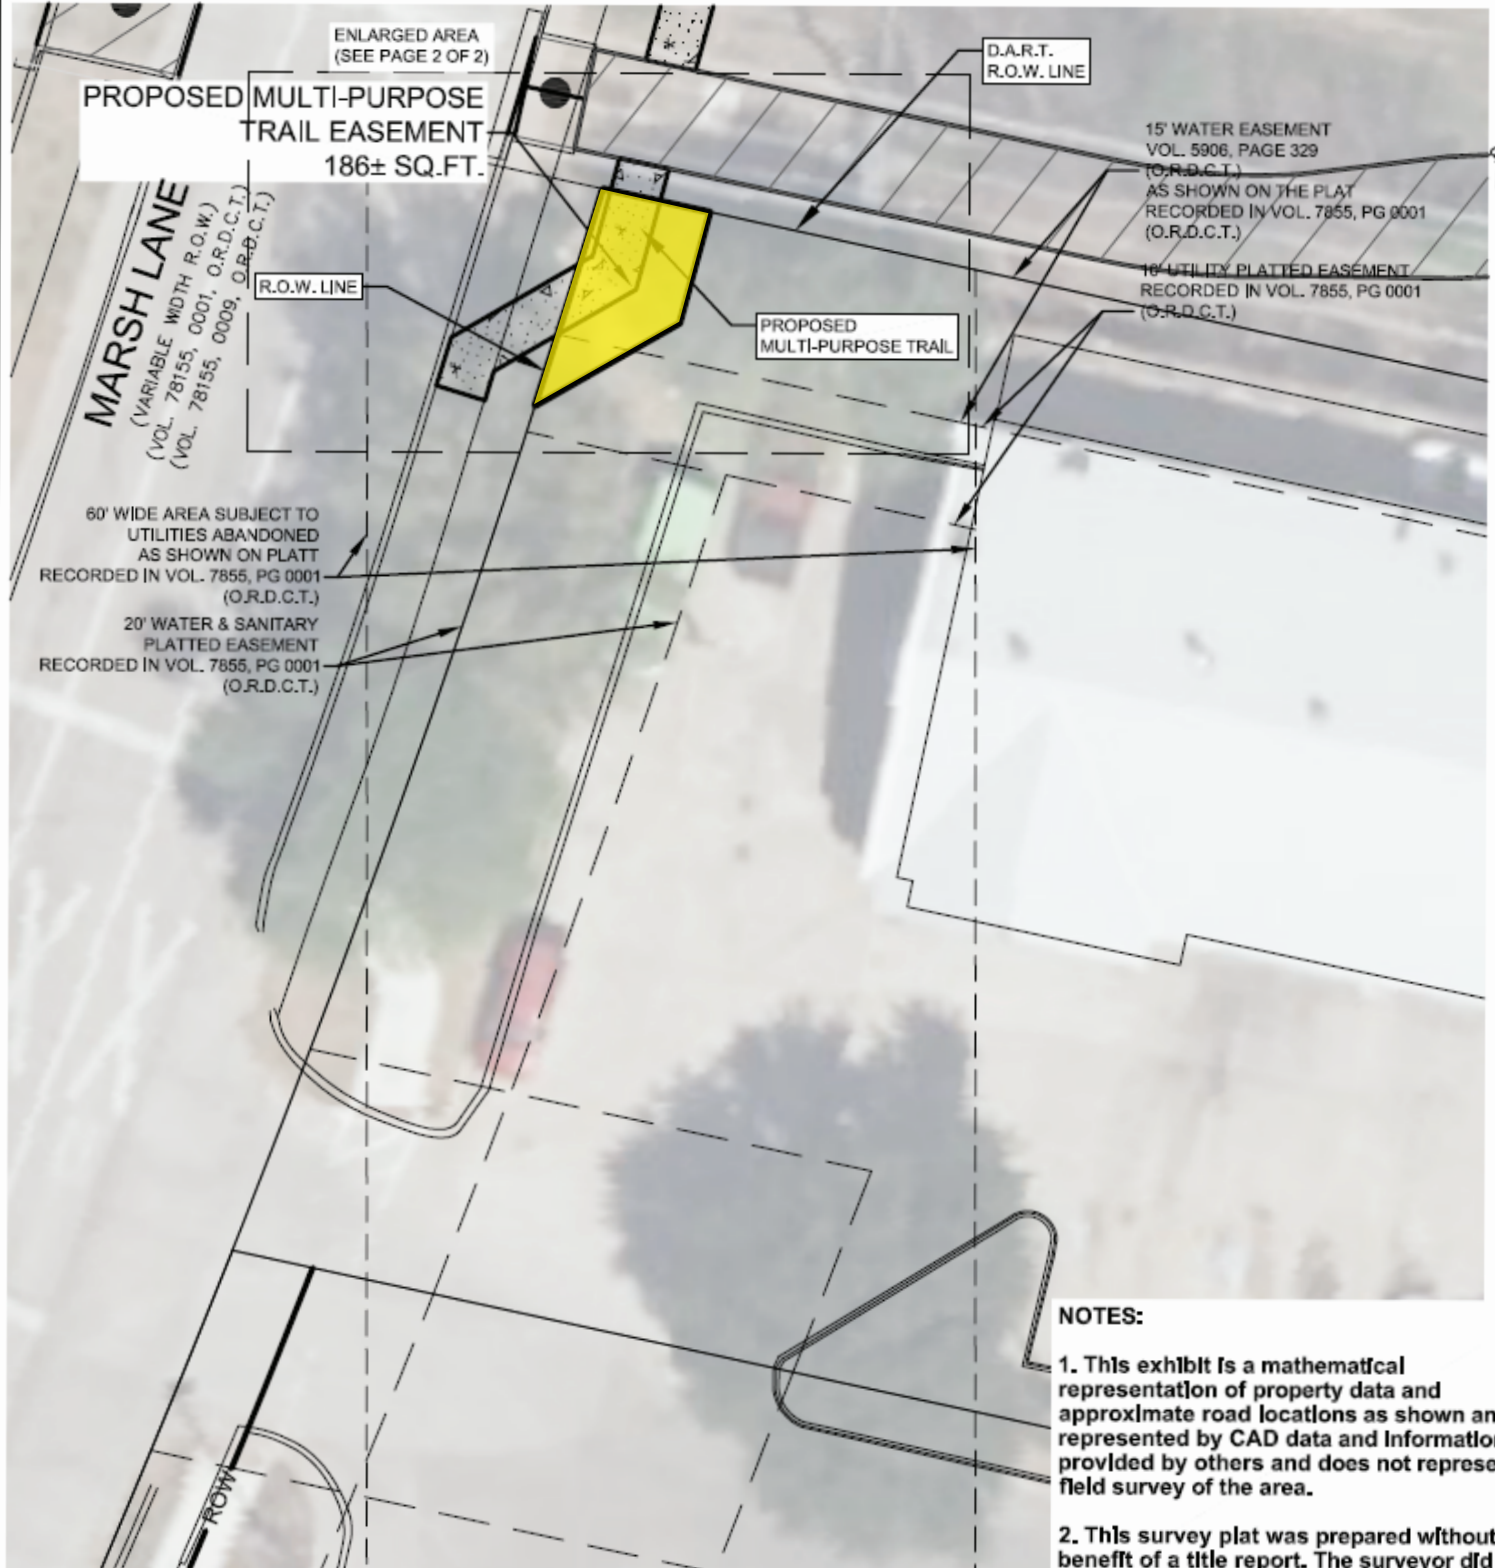 ENLARGED AREA
(SEE PAGE 2 OF 2)
PROPOSED MULTI-PURPOSE
TRAIL EASEMENT
186± SQ.FT.
D.A.R.T.
R.O.W. LINE
15' WATER EASEMENT
VOL. 5906, PAGE 329
(O.R.D.C.T.)
AS SHOWN ON THE PLAT
RECORDED IN VOL. 7855, PG 0001
(O.R.D.C.T.)
10' UTILITY PLATTED EASEMENT
RECORDED IN VOL. 7855, PG 0001
(O.R.D.C.T.)
MARSH LANE
(VARIABLE WIDTH R.O.W.)
(VOL. 78155, 0001, O.R.D.C.T.)
(VOL. 78155, 0009, O.R.D.C.T.)
R.O.W. LINE
PROPOSED
MULTI-PURPOSE TRAIL
60' WIDE AREA SUBJECT TO
UTILITIES ABANDONED
AS SHOWN ON PLATT
RECORDED IN VOL. 7855, PG 0001
(O.R.D.C.T.)
20' WATER & SANITARY
PLATTED EASEMENT
RECORDED IN VOL. 7855, PG 0001
(O.R.D.C.T.)
ROW
NOTES:
1. This exhibit is a mathematical
representation of property data and
approximate road locations as shown an
represented by CAD data and Informatio
provided by others and does not represe
field survey of the area.
2. This survey plat was prepared without
benefit of a title report. The surveyor did